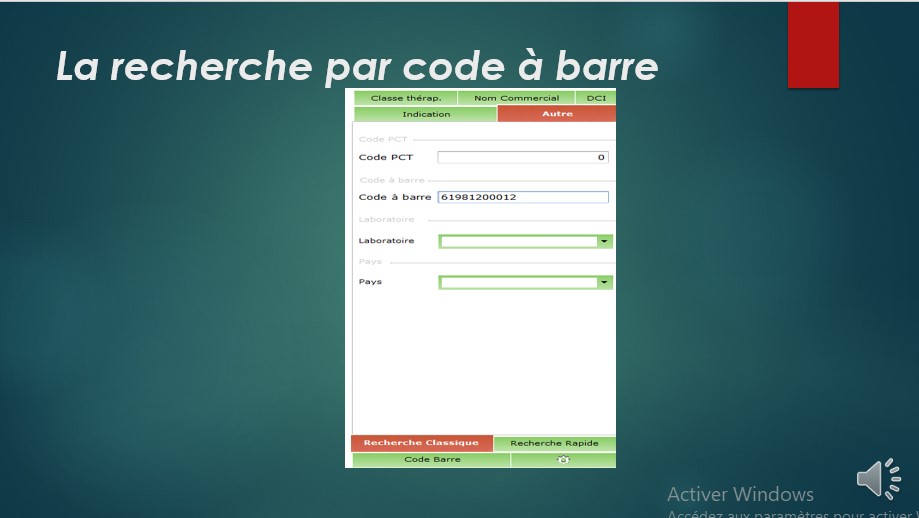 La recherche par code à barre
Classe thérap. Nom Commercial DCI
Indication Autre
Code PCT
Code PCT 0
Code à barre
Code à barre 61981200012
Laboratoire
Laboratoire
Pays
Pays
Recherche Classique Recherche Rapide
Code Barre
Activer Windows
Accédez aux paramètres pour activer